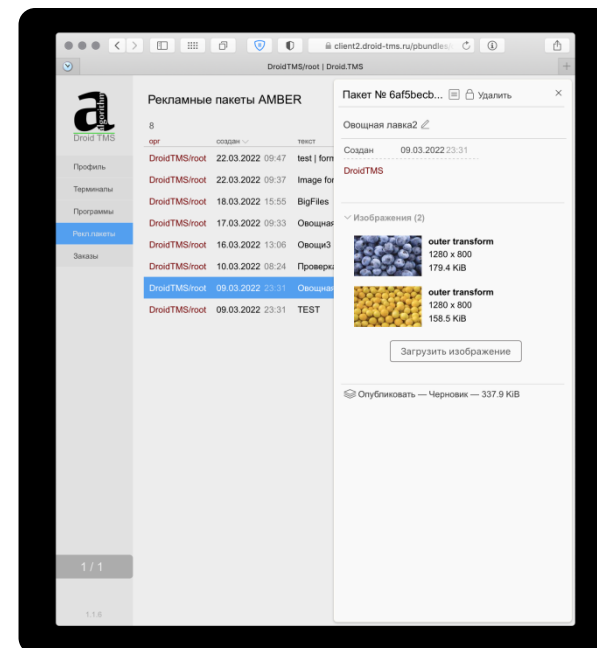 client2.droid-tms.ru/pbundles/
DroidTMS/root | Droid.TMS
a
algorithm
Droid TMS
Профиль
Терминалы
Программы
Рекл.пакеты
Заказы
1 / 1
1.1.6
Рекламные пакеты AMBER
8
орг создан текст
DroidTMS/root 22.03.2022 09:47 test | form
DroidTMS/root 22.03.2022 09:37 Image for
DroidTMS/root 18.03.2022 15:55 BigFiles
DroidTMS/root 17.03.2022 09:33 Овощная
DroidTMS/root 16.03.2022 13:06 Овощи3
DroidTMS/root 10.03.2022 08:24 Проверка
DroidTMS/root 09.03.2022 23:31 Овощная
DroidTMS/root 09.03.2022 23:31 TEST
Пакет № 6af5becb... Удалить
Овощная лавка2
Создан 09.03.2022 23:31
DroidTMS
Изображения (2)
outer transform
1280 x 800
179.4 KiB
outer transform
1280 x 800
158.5 KiB
Загрузить изображение
Опубликовать — Черновик — 337.9 KiB